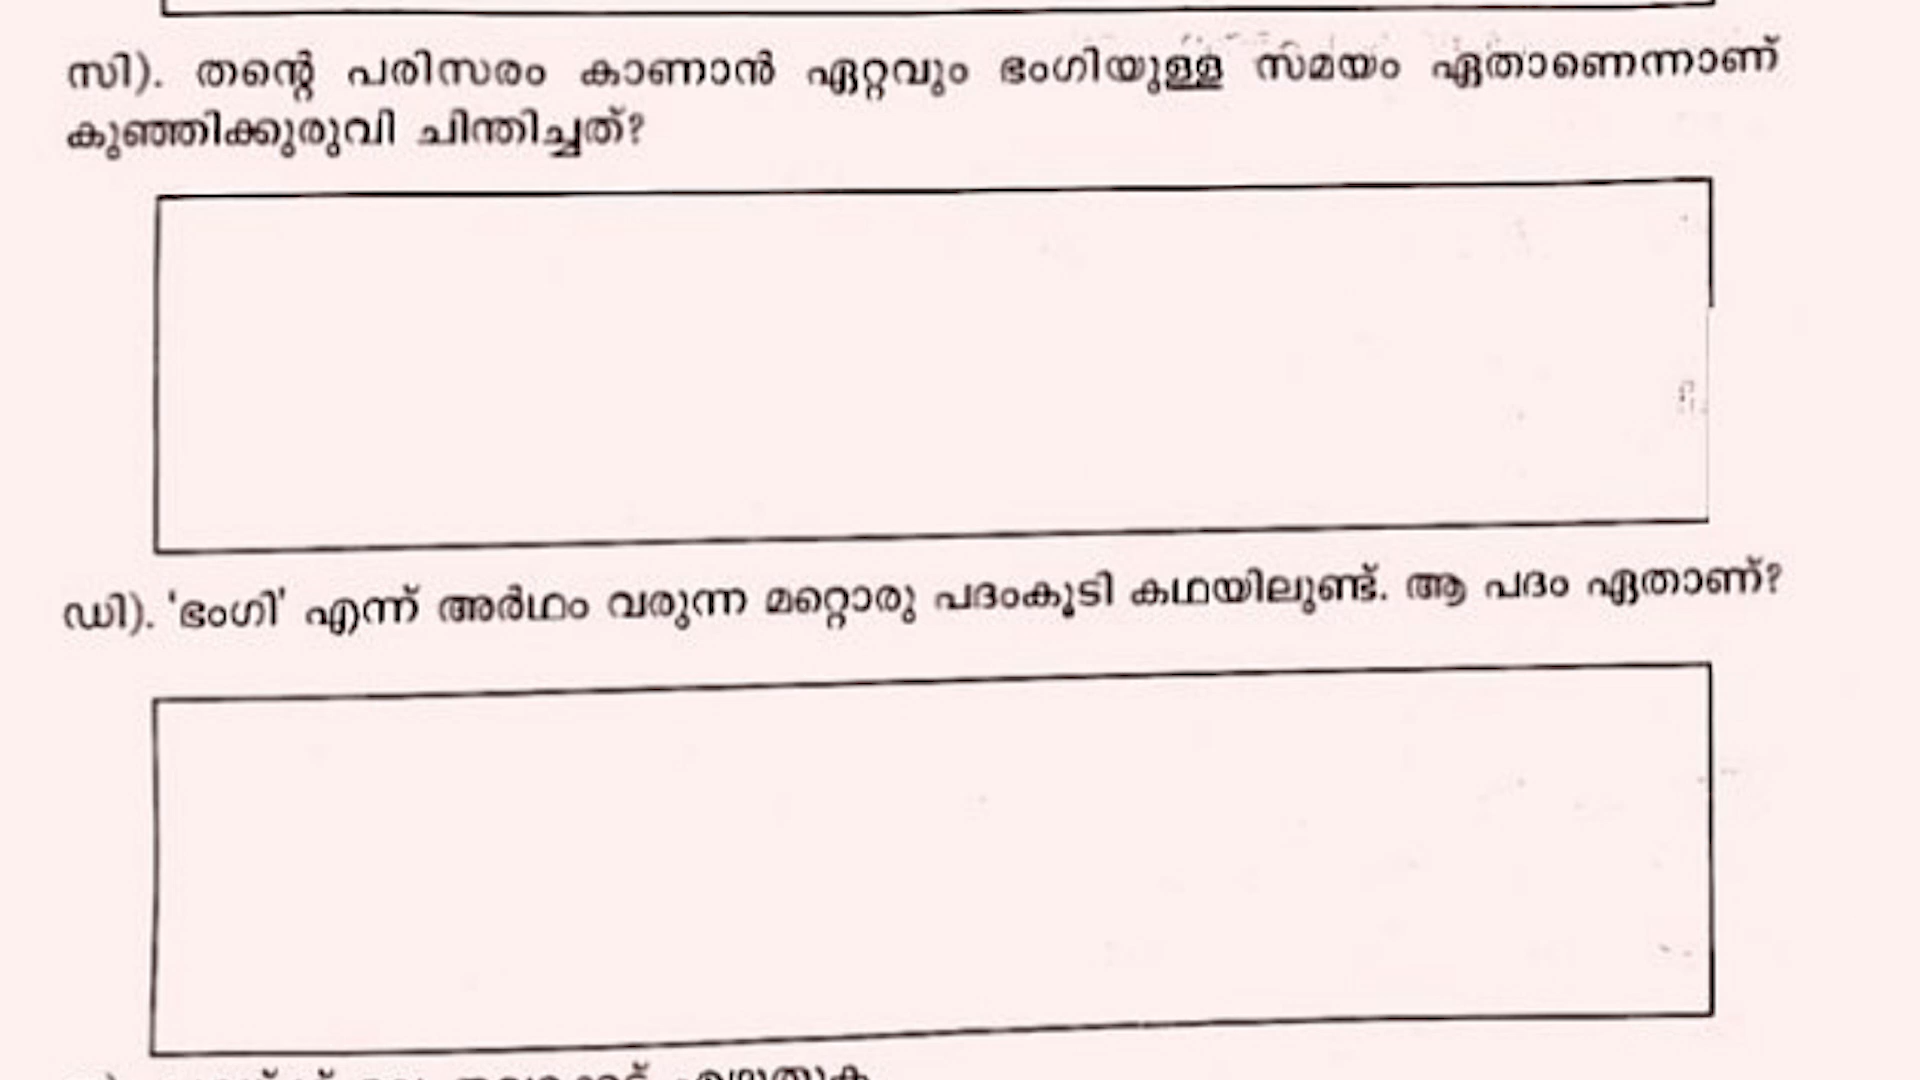 സി). തന്റെ പരിസരം കാണാൻ ഏറ്റവും ഭംഗിയുള്ള സമയം ഏതാണെന്നാണ്
കുഞ്ഞിക്കുരുവി ചിന്തിച്ചത്?
ഡി). 'ഭംഗി' എന്ന് അർഥം വരുന്ന മറ്റൊരു പദംകൂടി കഥയിലുണ്ട്. ആ പദം ഏതാണ്?